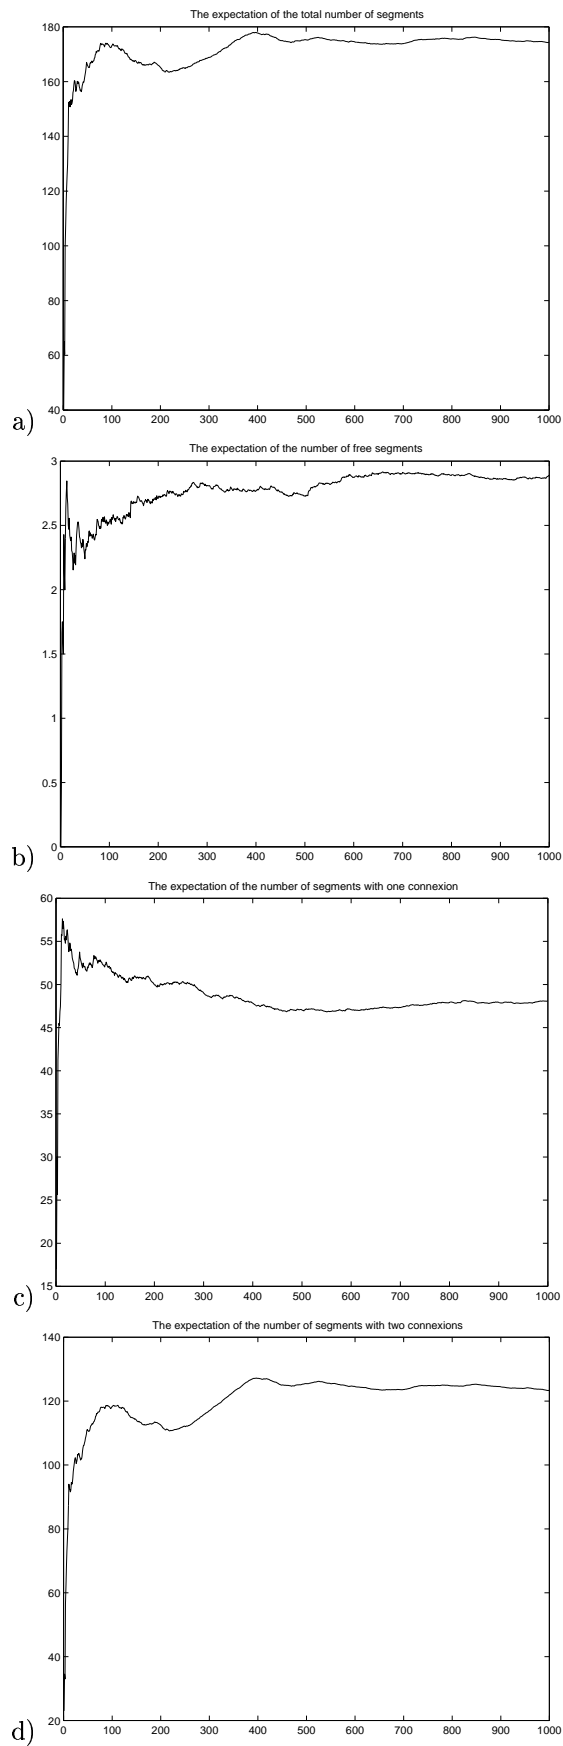 The expectation of the total number of segments
180
160
140
120
100
80
60
40
0 100 200 300 400 500 600 700 800 900 1000
a)
The expectation of the number of free segments
3
2.5
2
1.5
1
0.5
0
0 100 200 300 400 500 600 700 800 900 1000
b)
The expectation of the number of segments with one connexion
60
55
50
45
40
35
30
25
20
15
0 100 200 300 400 500 600 700 800 900 1000
c)
The expectation of the number of segments with two connexions
140
120
100
80
60
40
20
0 100 200 300 400 500 600 700 800 900 1000
d)